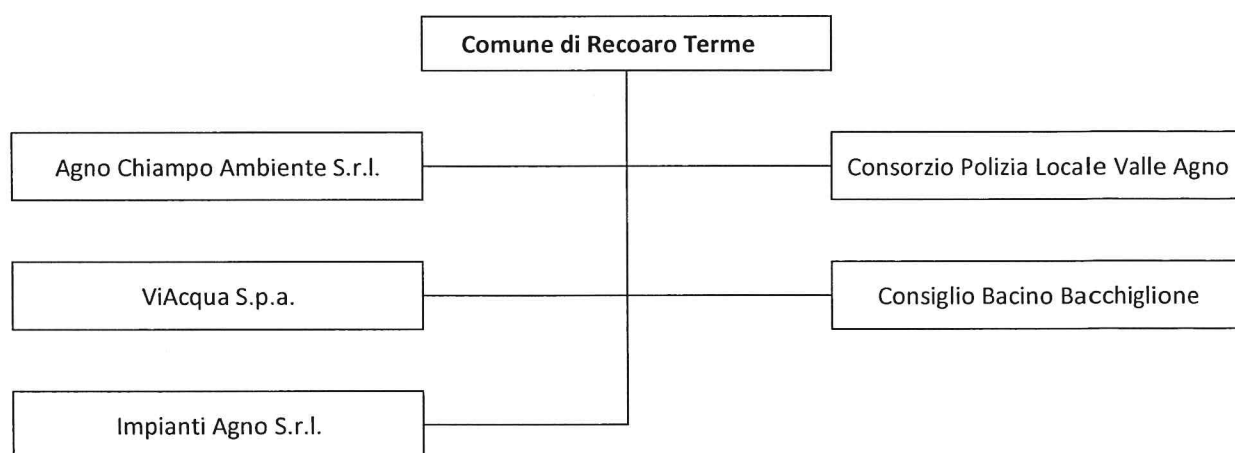 Comune di Recoaro Terme
Agno Chiampo Ambiente S.r.l.
Consorzio Polizia Locale Valle Agno
ViAcqua S.p.a.
Consiglio Bacino Bacchiglione
Impianti Agno S.r.l.